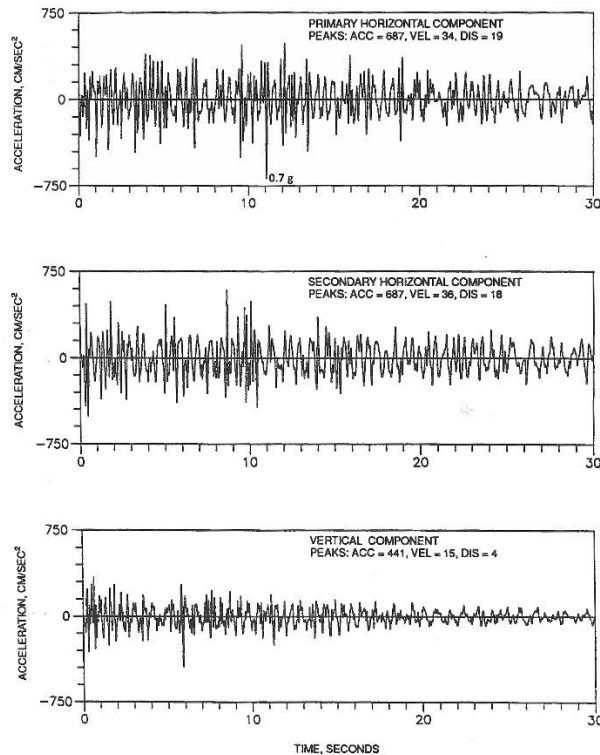 750
PRIMARY HORIZONTAL COMPONENT
PEAKS: ACC = 687, VEL = 34, DIS = 19
ACCELERATION, CM/SEC²
0
0.7 g
-750
0 10 20 30
750
SECONDARY HORIZONTAL COMPONENT
PEAKS: ACC = 687, VEL = 36, DIS = 18
ACCELERATION, CM/SEC²
0
-750
0 10 20 30
750
VERTICAL COMPONENT
PEAKS: ACC = 441, VEL = 15, DIS = 4
ACCELERATION, CM/SEC²
0
-750
0 10 20 30
TIME, SECONDS